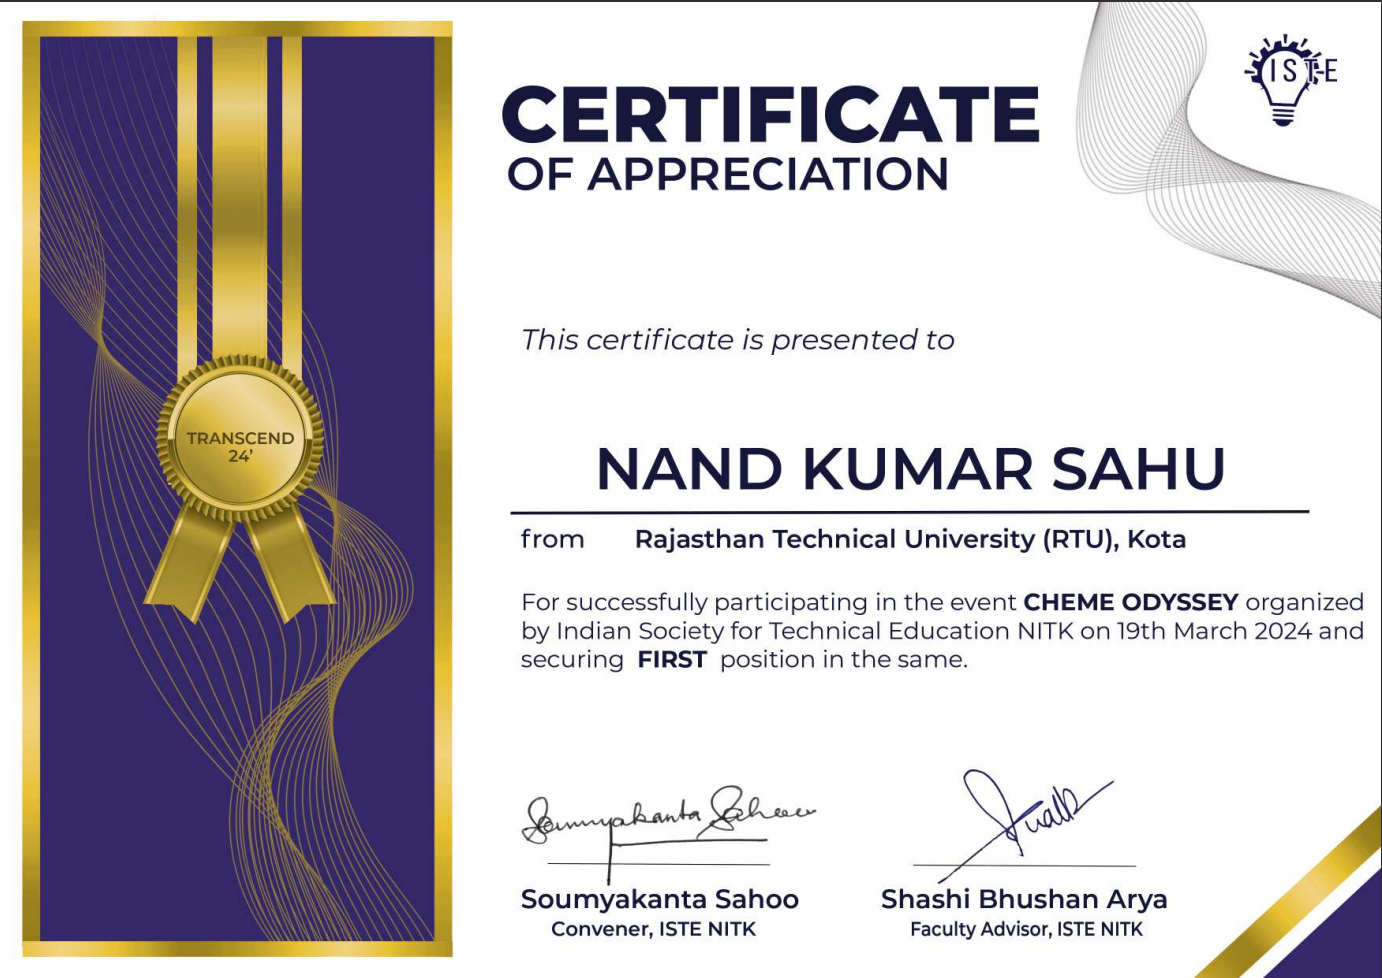 ISTE
CERTIFICATE
OF APPRECIATION
This certificate is presented to
TRANSCEND
24'
NAND KUMAR SAHU
from Rajasthan Technical University (RTU), Kota
For successfully participating in the event CHEME ODYSSEY organized
by Indian Society for Technical Education NITK on 19th March 2024 and
securing FIRST position in the same.
Soumyakanta Sahoo
Soumyakanta Sahoo
Convener, ISTE NITK
Shashi Bhushan Arya
Faculty Advisor, ISTE NITK